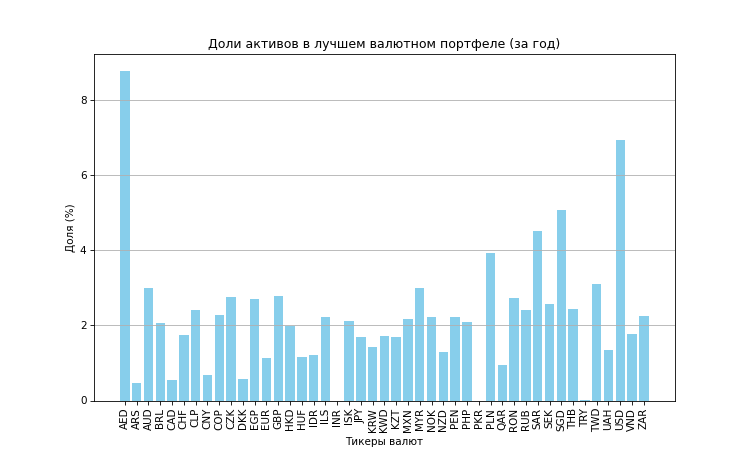 Доли активов в лучшем валютном портфеле (за год)
Доля (%)
8
6
4
2
0
AED ARS AUD BRL CAD CHF CLP CNY COP CZK DKK EGP EUR GBP HKD HUF IDR ILS INR ISK JPY KRW KWD KZT MXN MYR NOK NZD PEN PHP PKR PLN QAR RON RUB SAR SEK SGD THB TRY TWD UAH USD VND ZAR
Тикеры валют